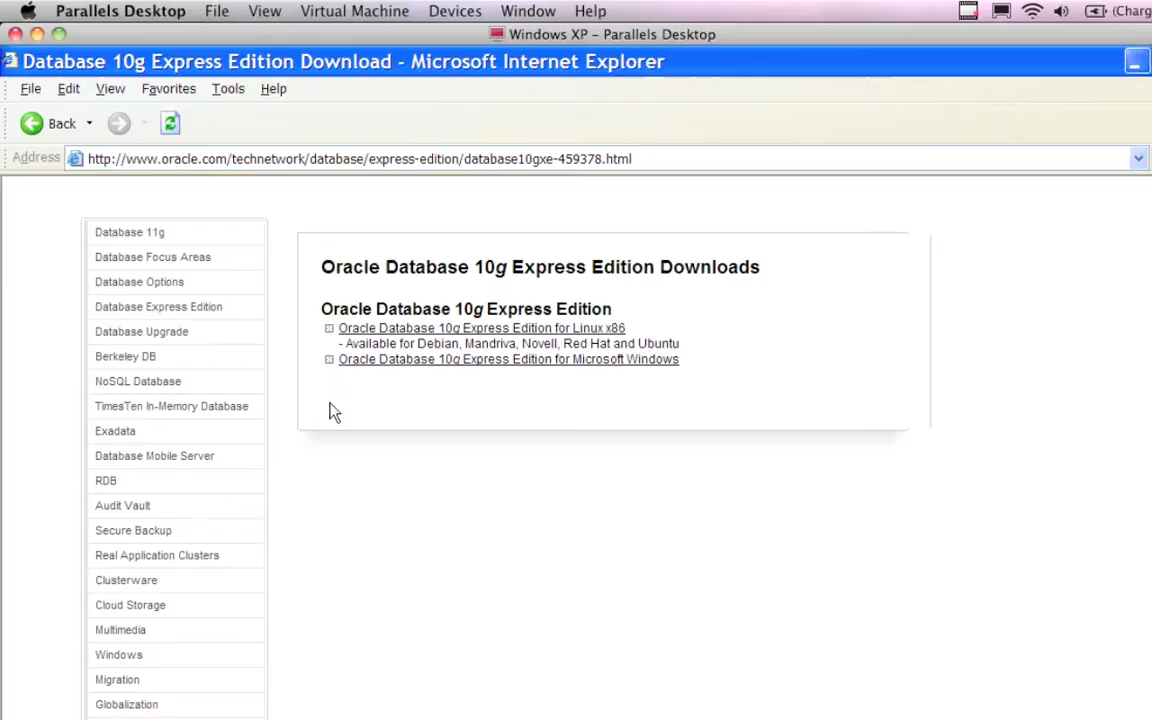 Parallels Desktop File View Virtual Machine Devices Window Help (Charg
Windows XP – Parallels Desktop
Database 10g Express Edition Download - Microsoft Internet Explorer
File Edit View Favorites Tools Help
Back
Address http://www.oracle.com/technetwork/database/express-edition/database10gxe-459378.html
Database 11g
Database Focus Areas
Database Options
Database Express Edition
Database Upgrade
Berkeley DB
NoSQL Database
TimesTen In-Memory Database
Exadata
Database Mobile Server
RDB
Audit Vault
Secure Backup
Real Application Clusters
Clusterware
Cloud Storage
Multimedia
Windows
Migration
Globalization
Oracle Database 10g Express Edition Downloads
Oracle Database 10g Express Edition
Oracle Database 10g Express Edition for Linux x86
- Available for Debian, Mandriva, Novell, Red Hat and Ubuntu
Oracle Database 10g Express Edition for Microsoft Windows